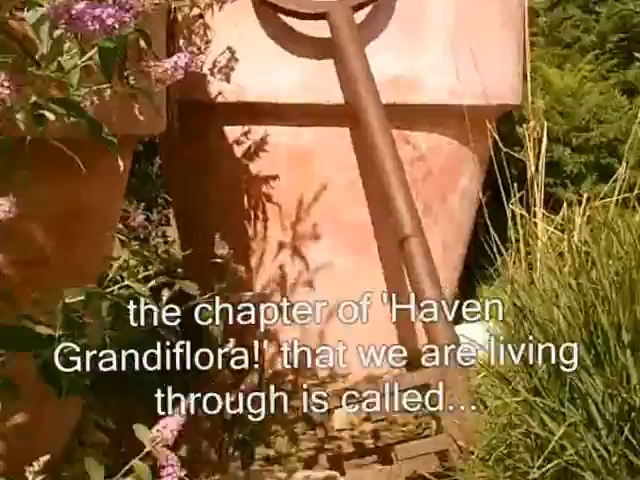 the chapter of 'Haven
Grandiflora!' that we are living
through is called...